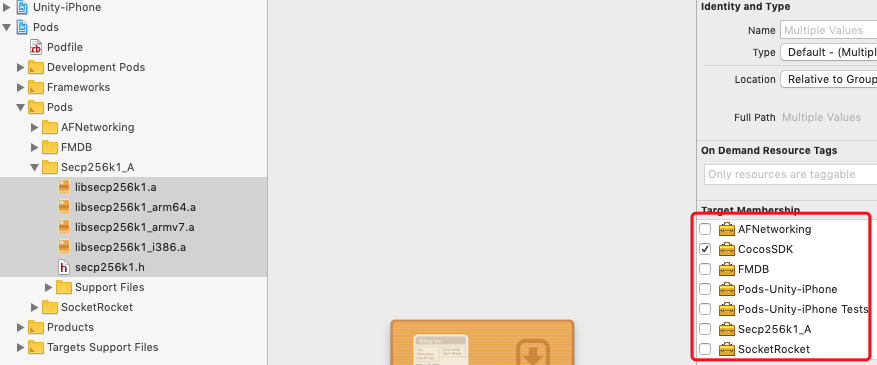 Unity-iPhone
Pods
Podfile
Development Pods
Frameworks
Pods
AFNetworking
FMDB
Secp256k1_A
libsecp256k1.a
libsecp256k1_arm64.a
libsecp256k1_armv7.a
libsecp256k1_i386.a
secp256k1.h
Support Files
SocketRocket
Products
Targets Support Files
Identity and Type
Name Multiple Values
Type Default - (Multipl
Location Relative to Group
Full Path Multiple Values
On Demand Resource Tags
Only resources are taggable
Target Membership
AFNetworking
CocosSDK
FMDB
Pods-Unity-iPhone
Pods-Unity-iPhone Tests
Secp256k1_A
SocketRocket